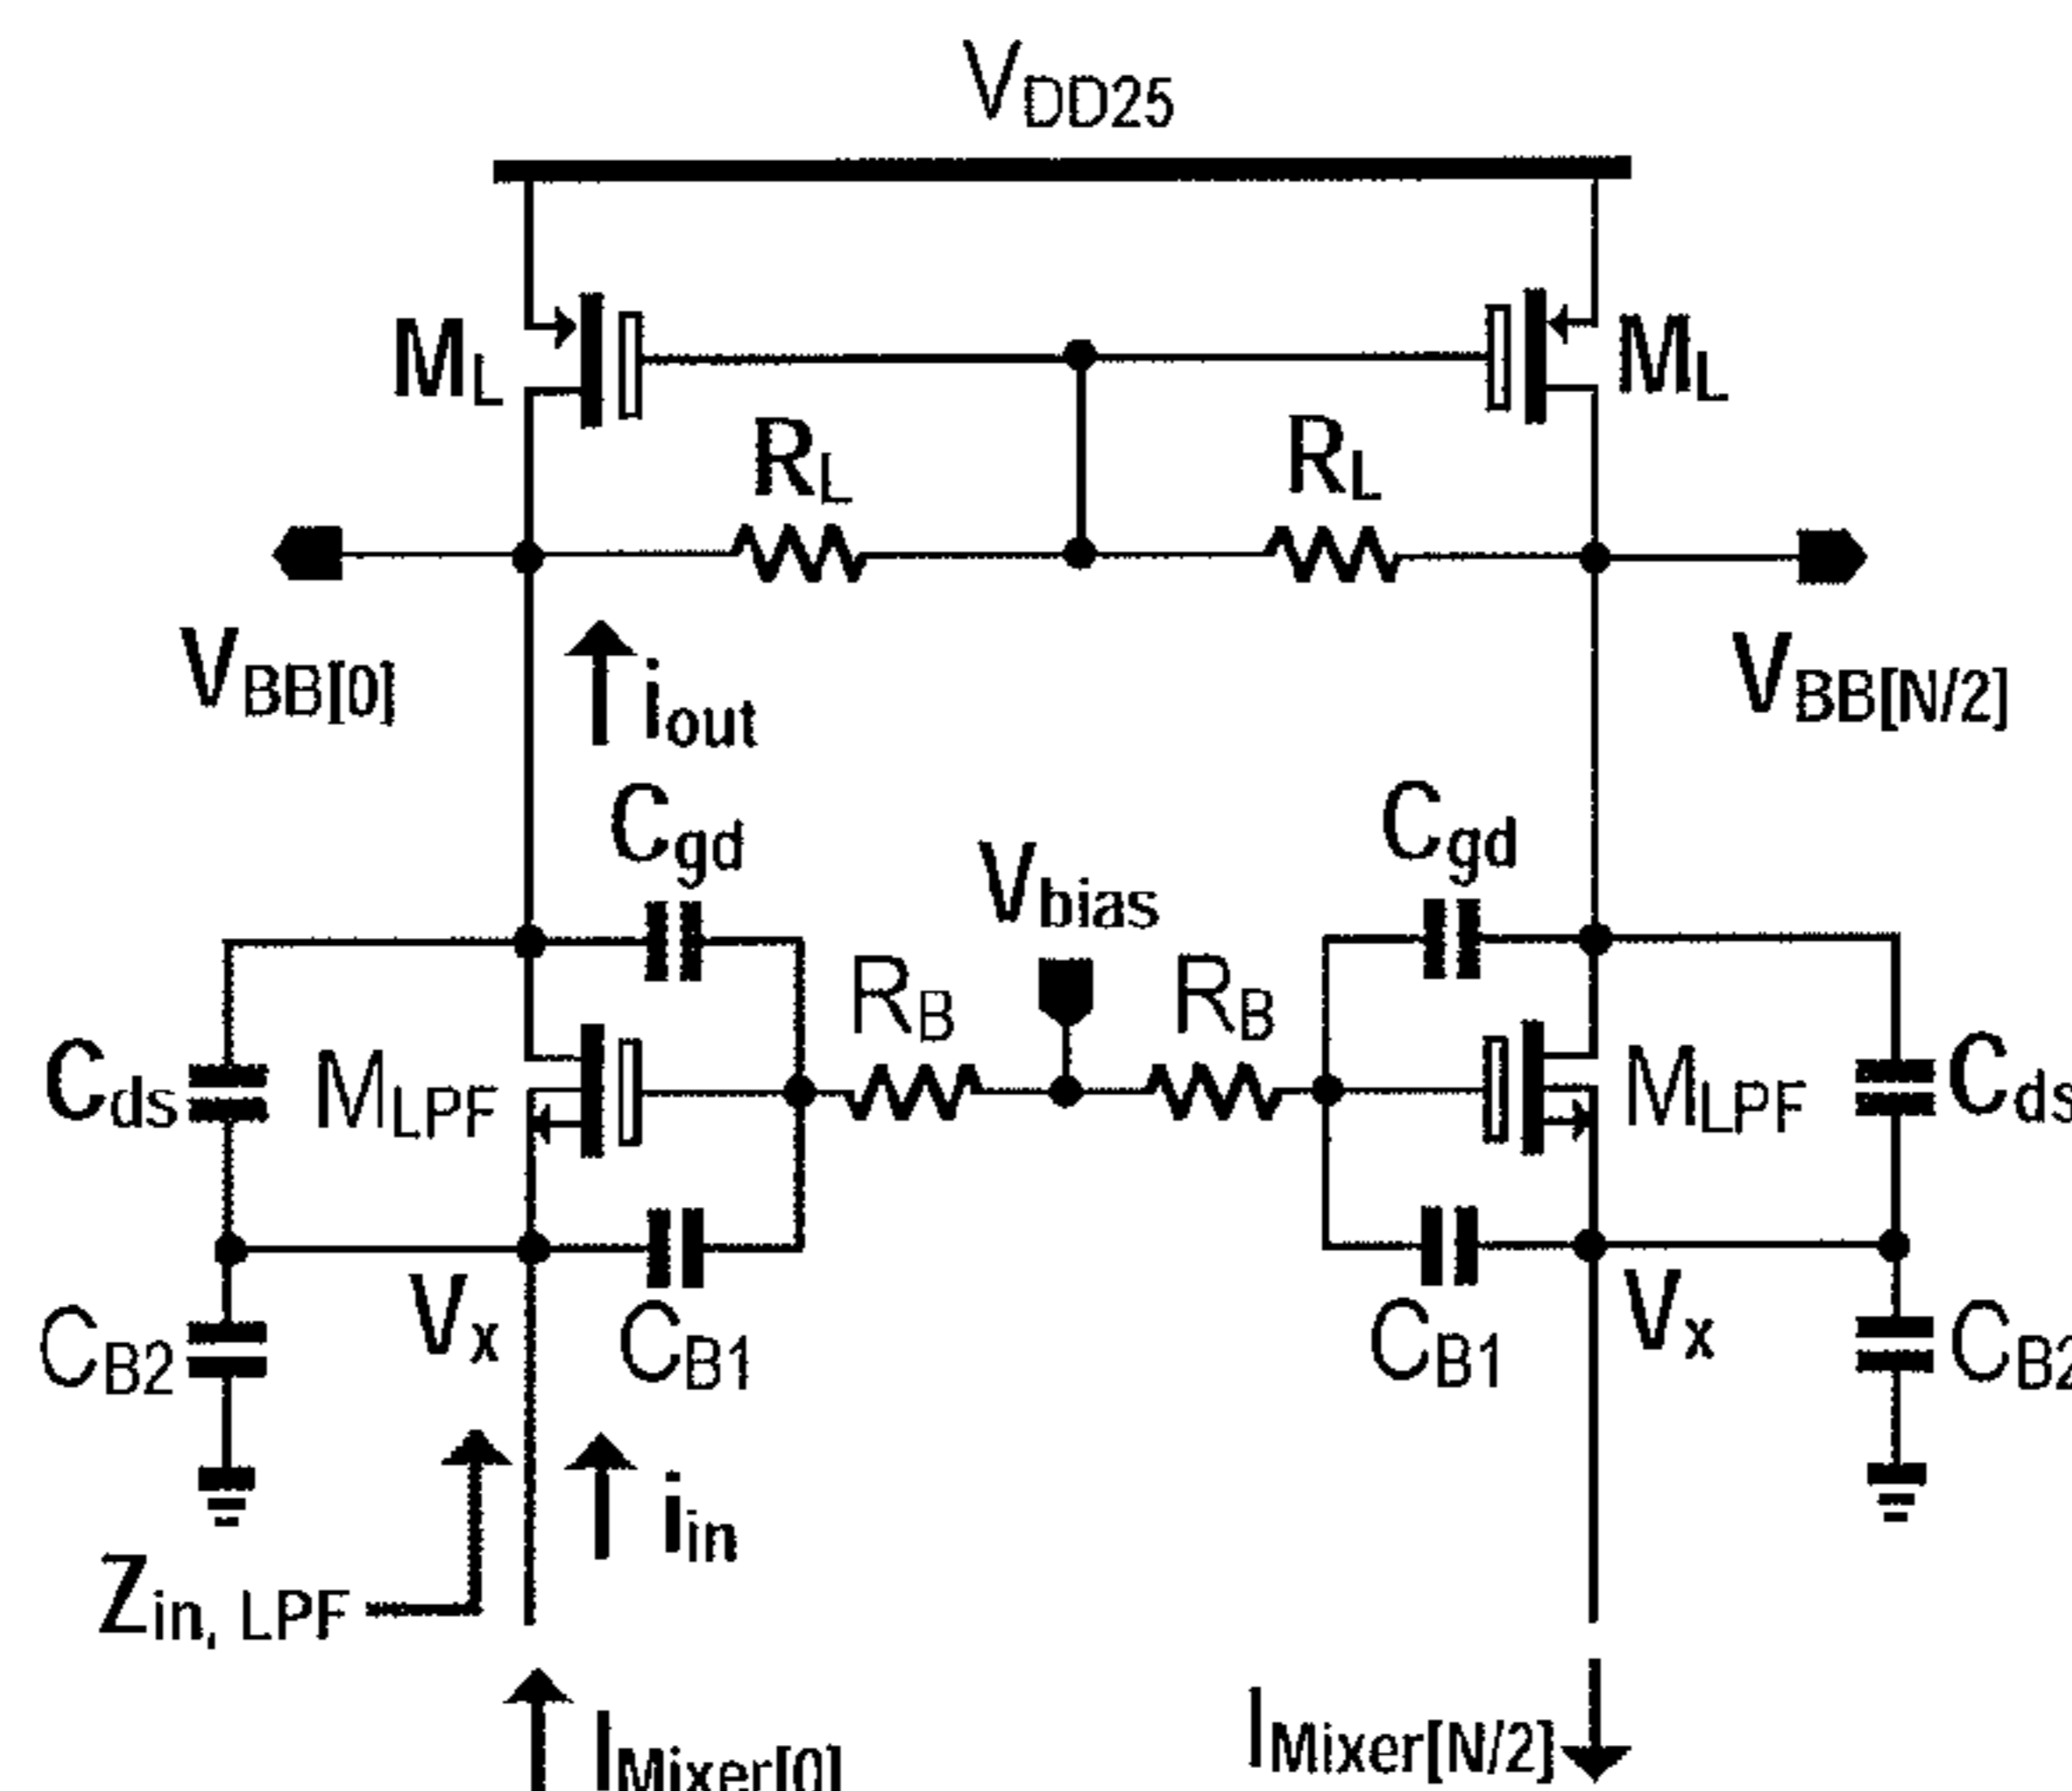 VDD25
ML
ML
RL
RL
VBB[0]
VBB[N/2]
iout
Cgd
Vbias
Cgd
RB
RB
Cds
MLPF
MLPF
Cds
CB2
Vx
CB1
CB1
Vx
CB2
iin
Zin, LPF
IMixer[0]
IMixer[N/2]